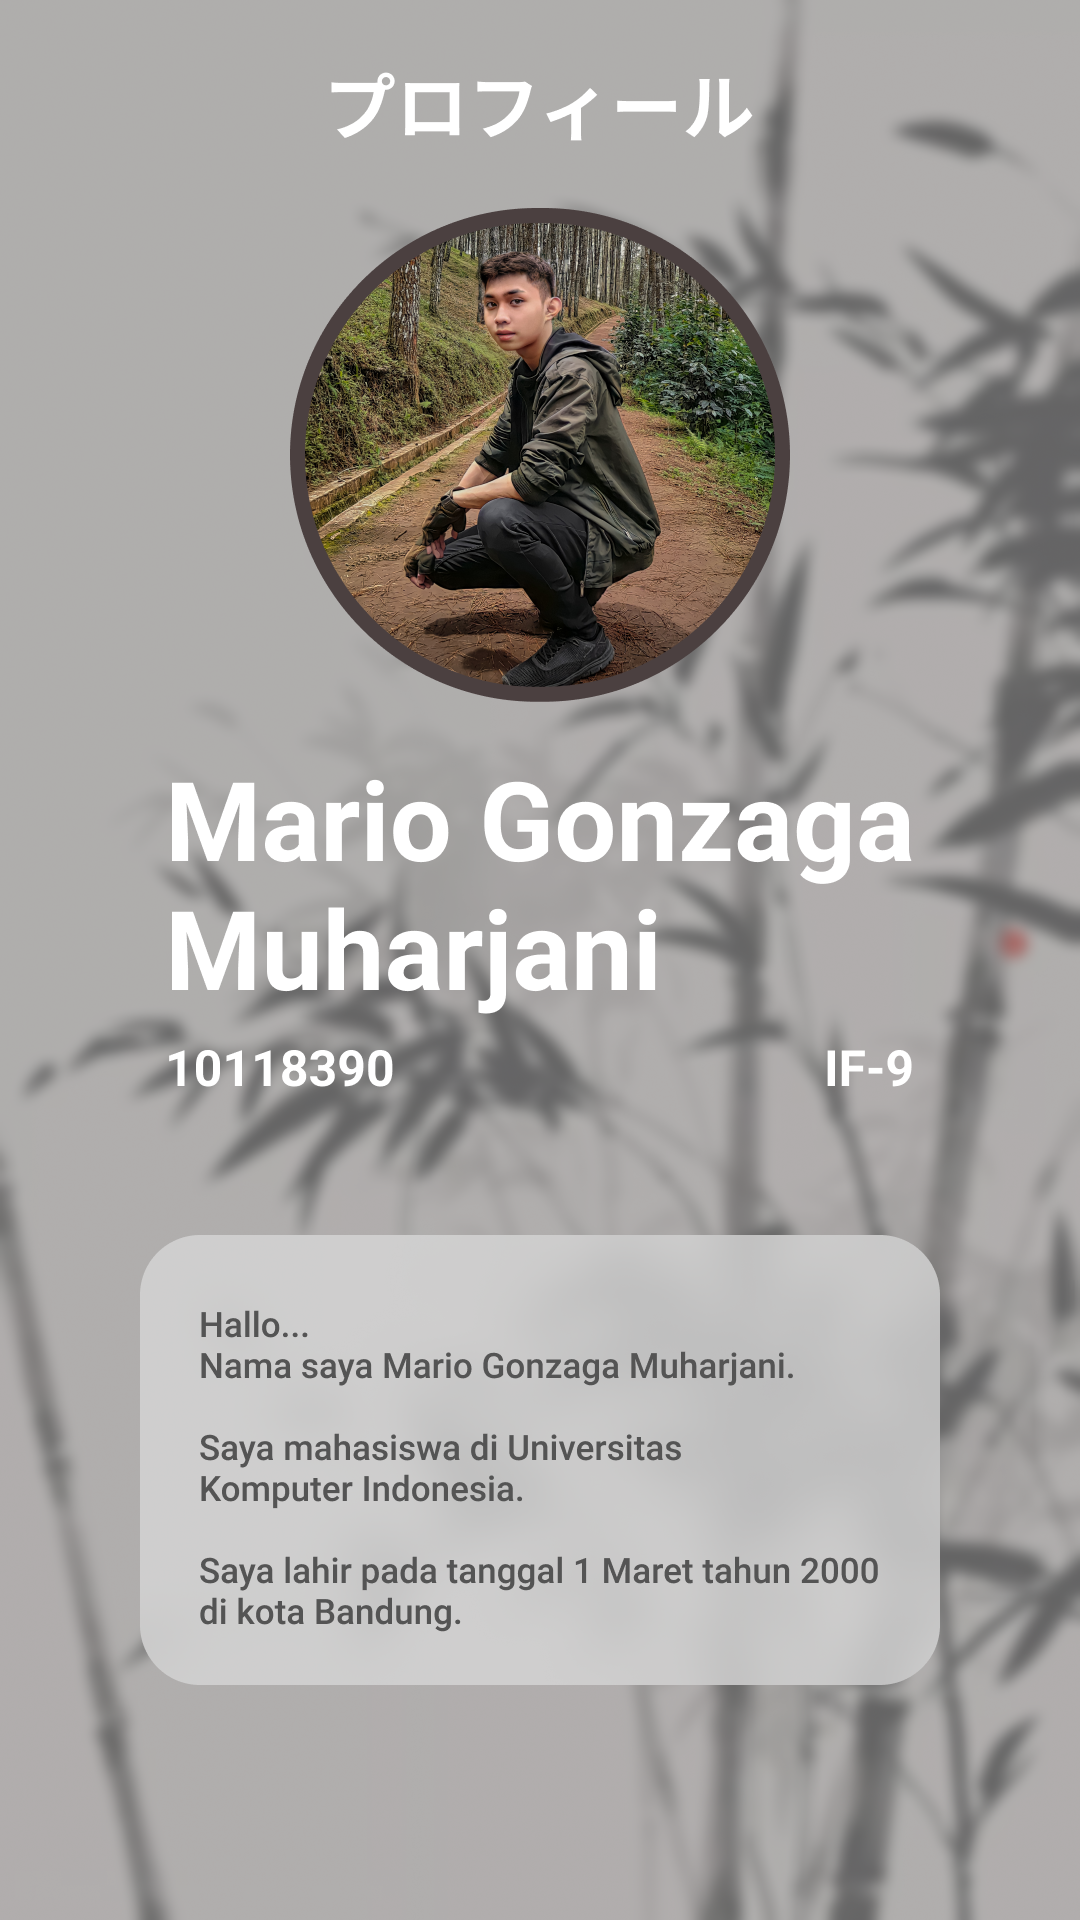 プロフィール
Mario Gonzaga
Muharjani
10118390
IF-9
Hallo...
Nama saya Mario Gonzaga Muharjani.
Saya mahasiswa di Universitas
Komputer Indonesia.
Saya lahir pada tanggal 1 Maret tahun 2000
di kota Bandung.